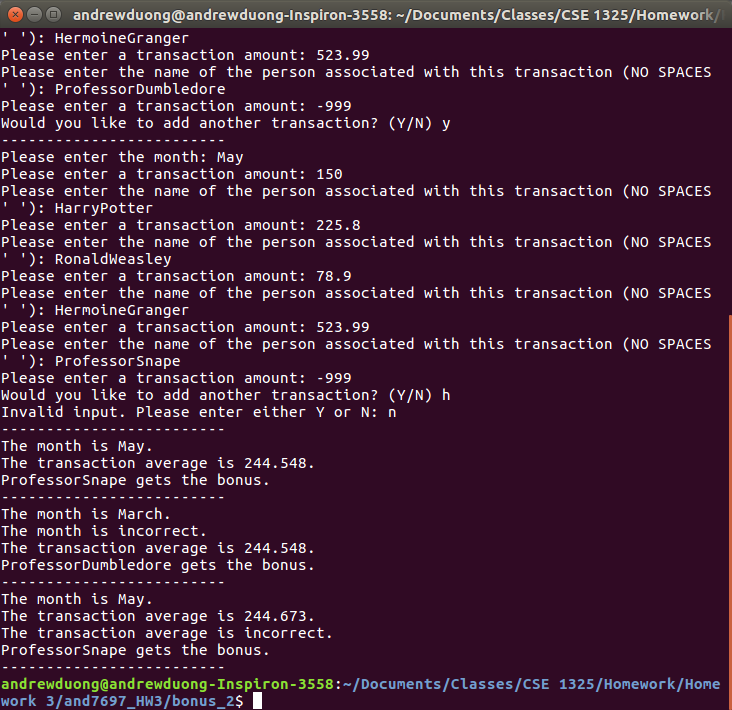 andrewduong@andrewduong-Inspiron-3558: ~/Documents/Classes/CSE 1325/Homework/
' '): HermoineGranger
Please enter a transaction amount: 523.99
Please enter the name of the person associated with this transaction (NO SPACES
' '): ProfessorDumbledore
Please enter a transaction amount: -999
Would you like to add another transaction? (Y/N) y
-------------------------
Please enter the month: May
Please enter a transaction amount: 150
Please enter the name of the person associated with this transaction (NO SPACES
' '): HarryPotter
Please enter a transaction amount: 225.8
Please enter the name of the person associated with this transaction (NO SPACES
' '): RonaldWeasley
Please enter a transaction amount: 78.9
Please enter the name of the person associated with this transaction (NO SPACES
' '): HermoineGranger
Please enter a transaction amount: 523.99
Please enter the name of the person associated with this transaction (NO SPACES
' '): ProfessorSnape
Please enter a transaction amount: -999
Would you like to add another transaction? (Y/N) h
Invalid input. Please enter either Y or N: n
-------------------------
The month is May.
The transaction average is 244.548.
ProfessorSnape gets the bonus.
-------------------------
The month is March.
The month is incorrect.
The transaction average is 244.548.
ProfessorDumbledore gets the bonus.
-------------------------
The month is May.
The transaction average is 244.673.
The transaction average is incorrect.
ProfessorSnape gets the bonus.
-------------------------
andrewduong@andrewduong-Inspiron-3558:~/Documents/Classes/CSE 1325/Homework/Home
work 3/and7697_HW3/bonus_2$